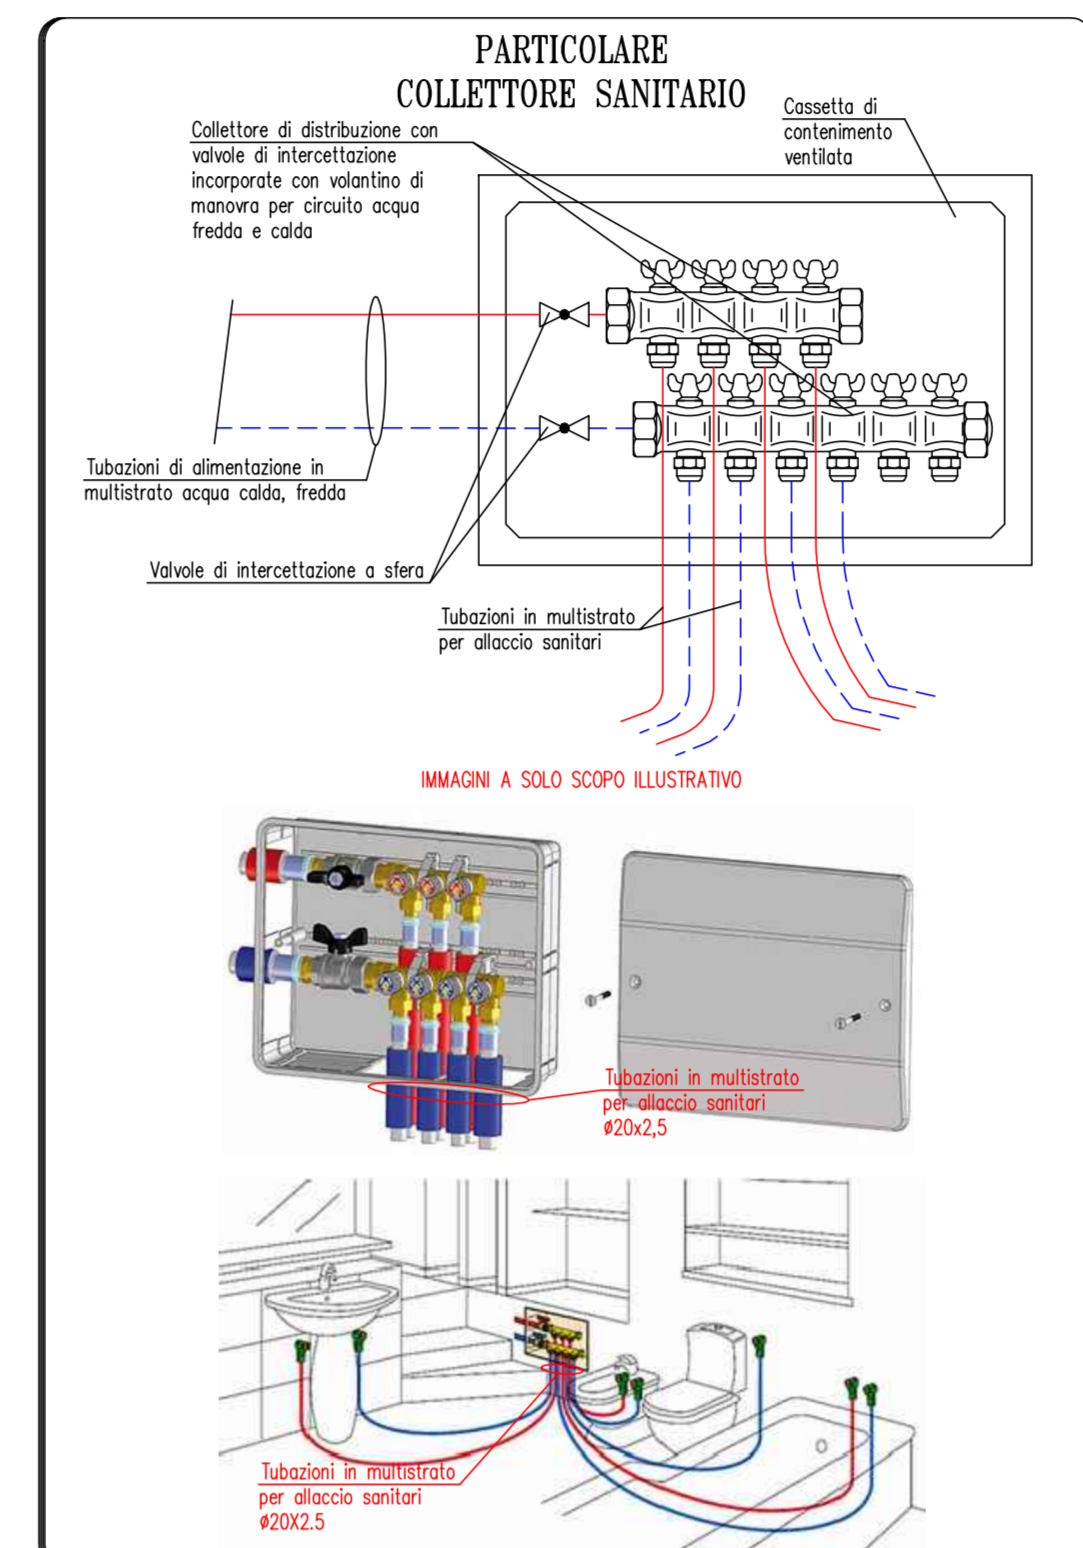 PARTICOLARE
COLLETTORE SANITARIO
Collettore di distribuzione con
valvole di intercettazione
incorporate con volantino di
manovra per circuito acqua
fredda e calda
Cassetta di
contenimento
ventilata
Tubazioni di alimentazione in
multistrato acqua calda, fredda
Valvole di intercettazione a sfera
Tubazioni in multistrato
per allaccio sanitari
IMMAGINI A SOLO SCOPO ILLUSTRATIVO
Tubazioni in multistrato
per allaccio sanitari
ø20x2,5
Tubazioni in multistrato
per allaccio sanitari
ø20X2.5